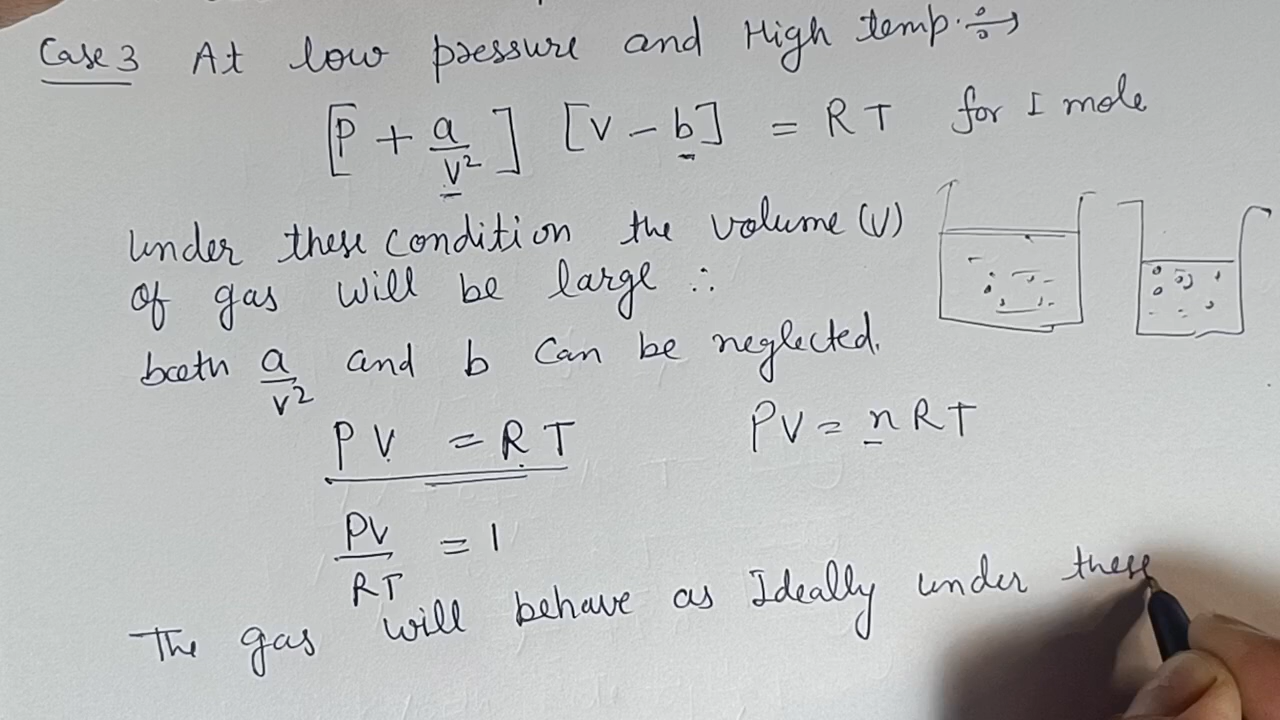 Case 3 At low pressure and High temp. :→
[P + a/v²] [v - b] = RT for 1 mole
under these condition the volume (v)
of gas will be large ∴
both a/v² and b can be neglected.
PV = RT PV = nRT
PV/RT = 1
The gas will behave as Ideally under these